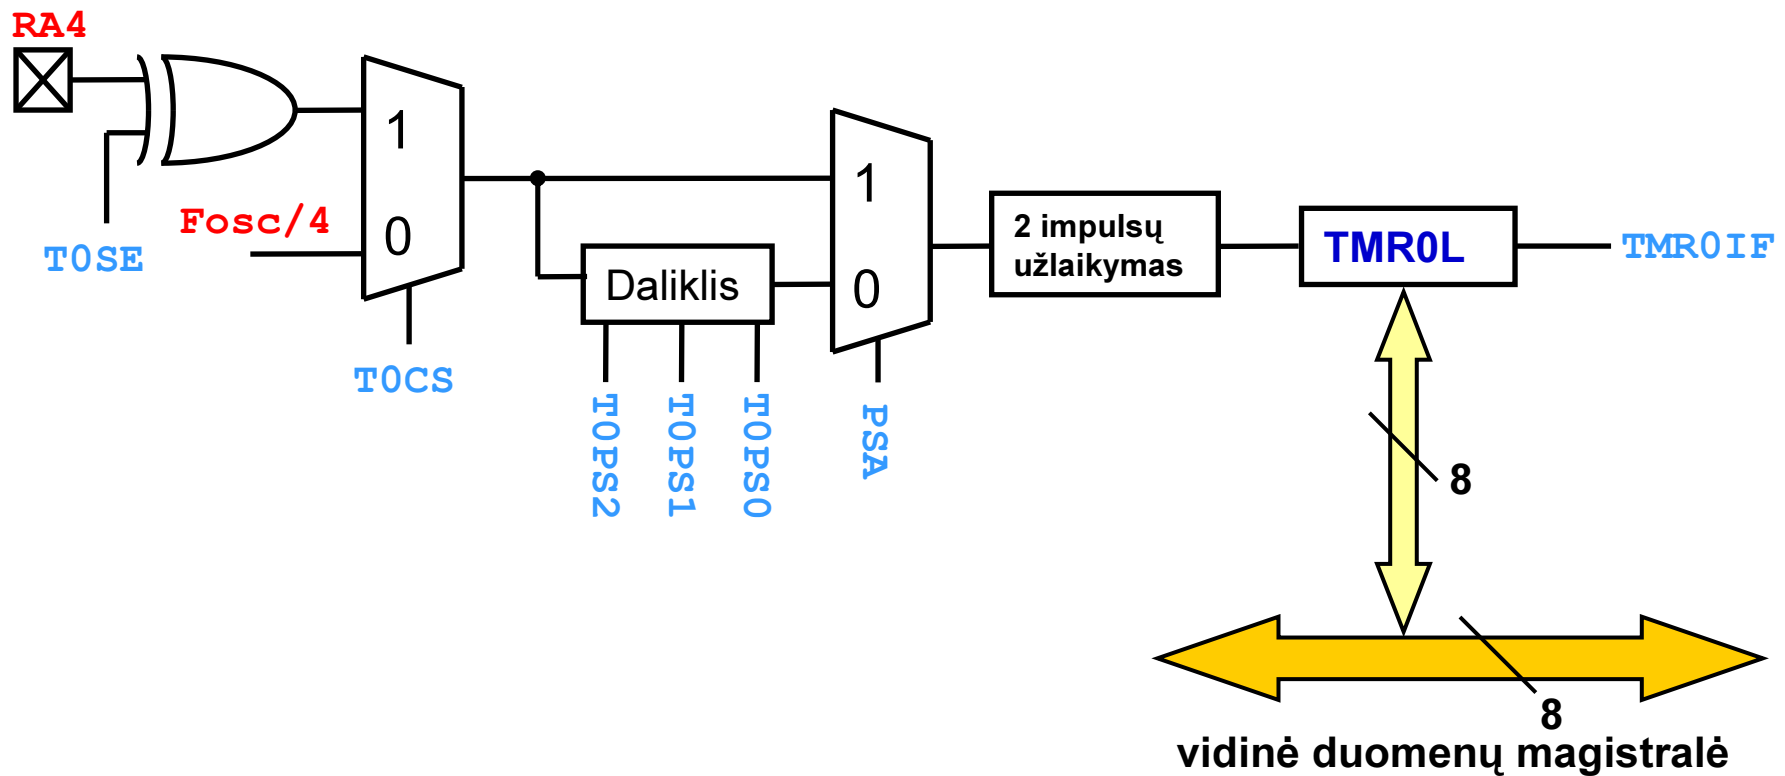 RA4
T0SE
Fosc/4
1
0
T0CS
Daliklis
T0PS2
T0PS1
T0PS0
1
0
PSA
2 impulsų
užlaikymas
TMR0L
TMR0IF
8
8
vidinė duomenų magistralė